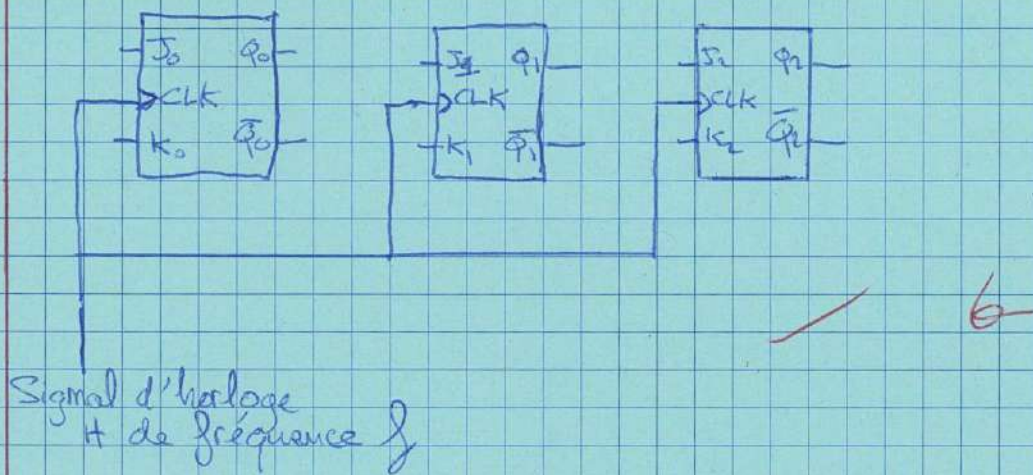 J₀ Q₀ J₁ Q₁ J₂ Q₂
CLK CLK CLK
K₀ Q̅₀ K₁ Q̅₁ K₂ Q̅₂
6
Signal d'horloge
H de fréquence f